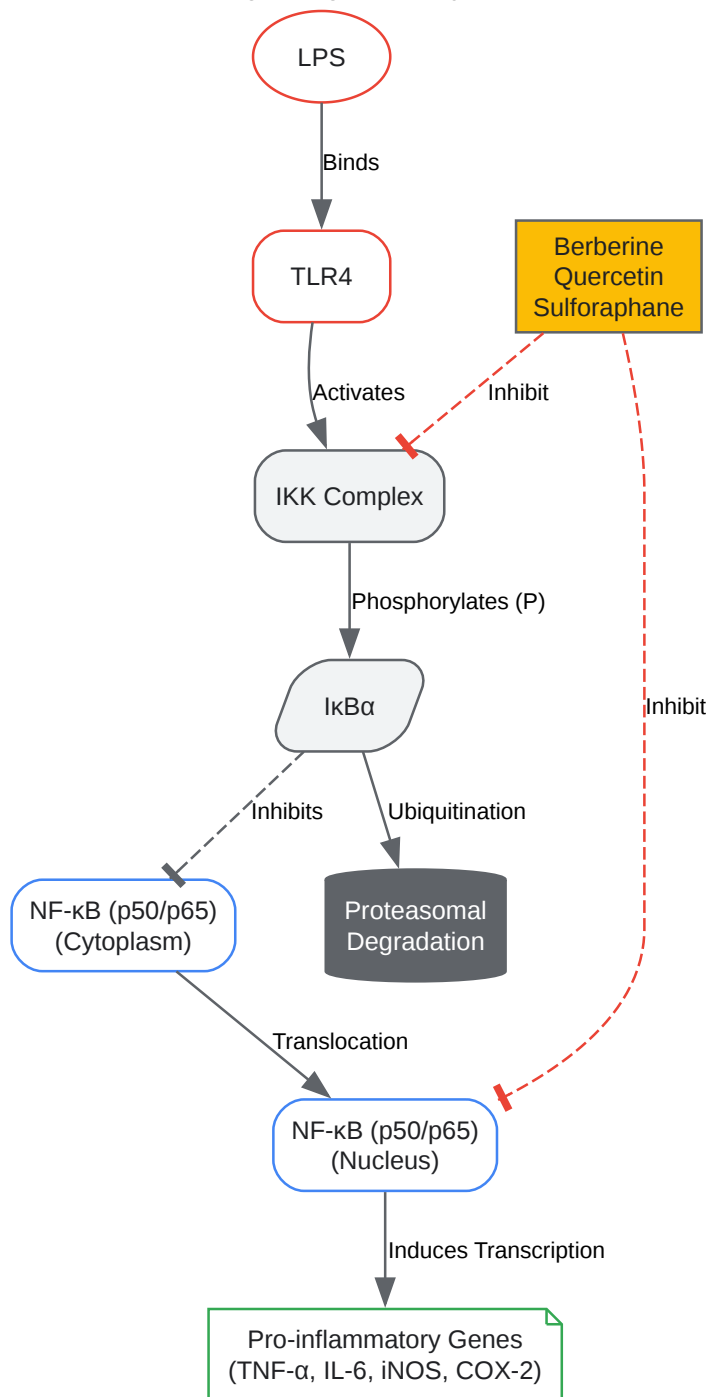 LPS
Binds
TLR4
Berberine
Quercetin
Sulforaphane
Activates
Inhibit
IKK Complex
Phosphorylates (P)
IκBα
Inhibit
Inhibits
Ubiquitination
NF-κB (p50/p65)
(Cytoplasm)
Proteasomal
Degradation
Translocation
NF-κB (p50/p65)
(Nucleus)
Induces Transcription
Pro-inflammatory Genes
(TNF-α, IL-6, iNOS, COX-2)